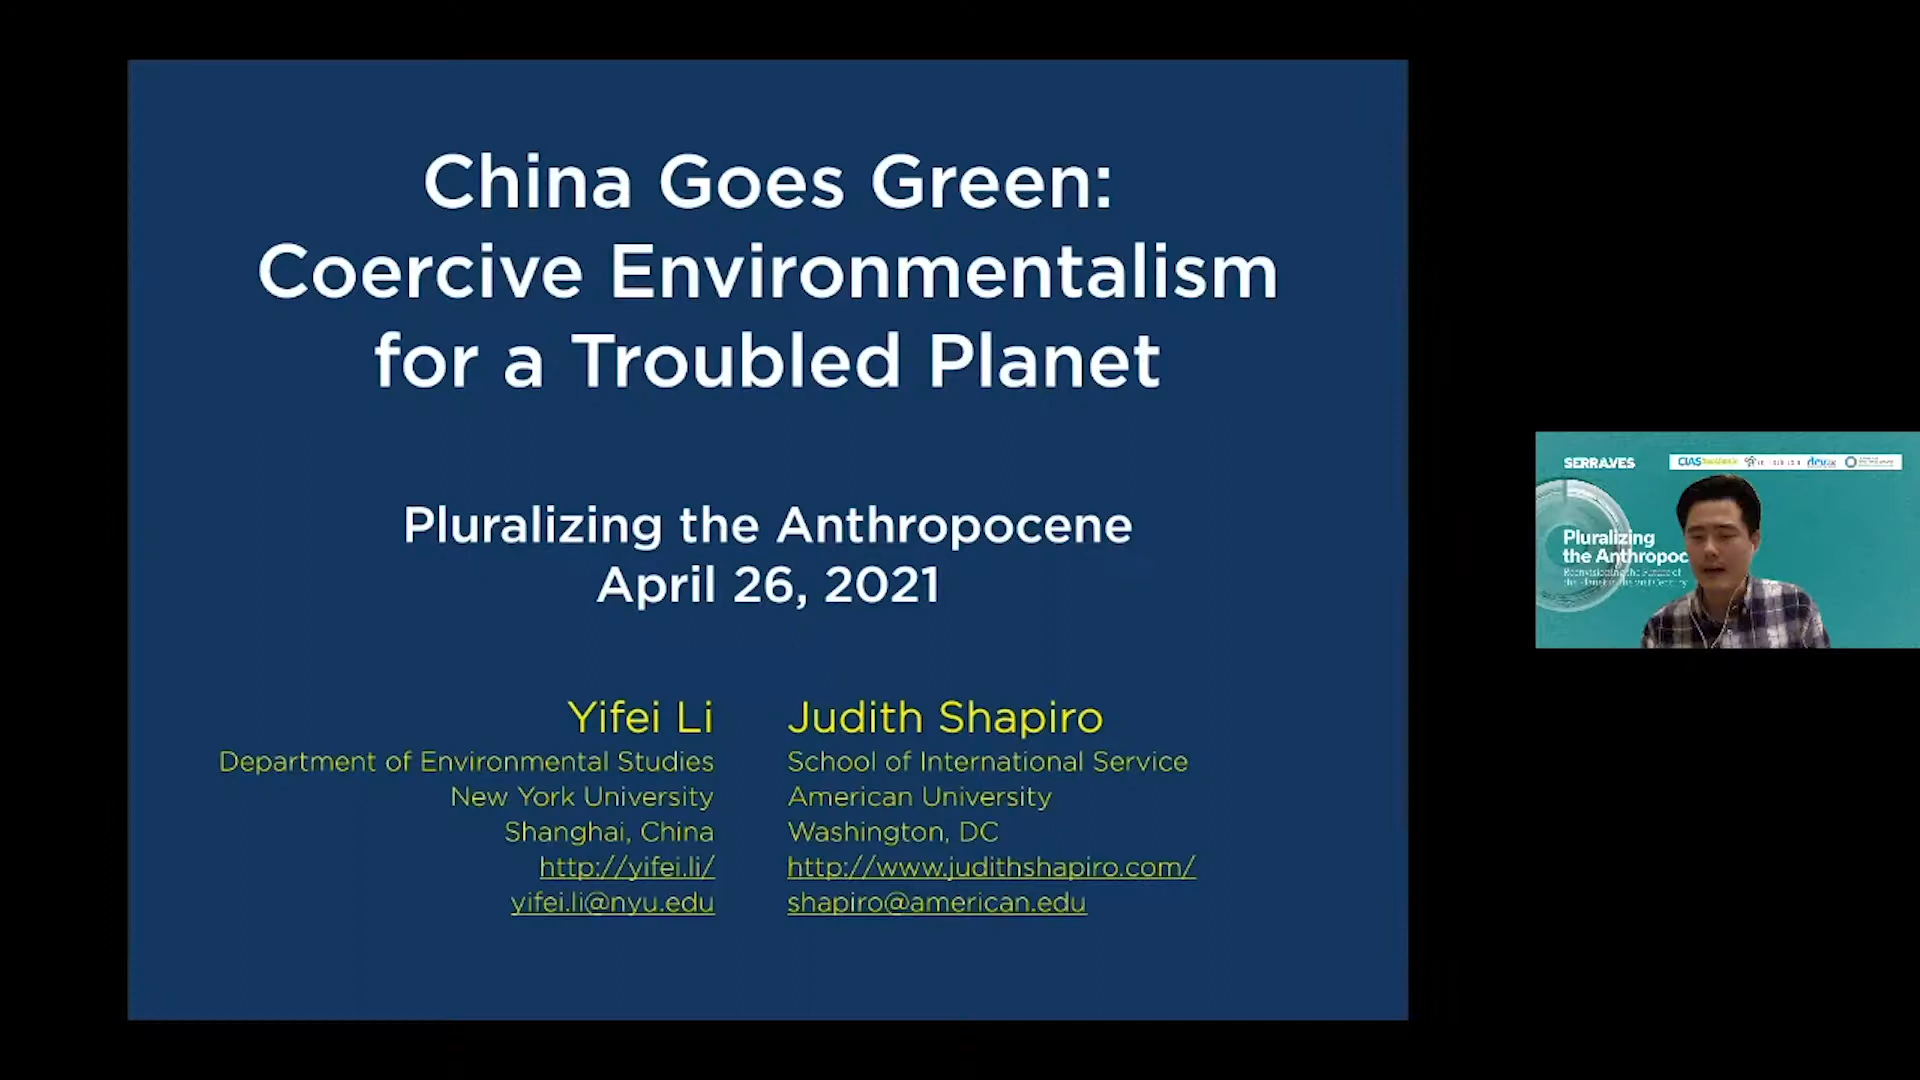 China Goes Green:
Coercive Environmentalism
for a Troubled Planet
Pluralizing the Anthropocene
April 26, 2021
Yifei Li
Department of Environmental Studies
New York University
Shanghai, China
http://yifei.li/
yifei.li@nyu.edu
Judith Shapiro
School of International Service
American University
Washington, DC
http://www.judithshapiro.com/
shapiro@american.edu
SERRALVES
CIAS
Pluralizing
the Anthropoc